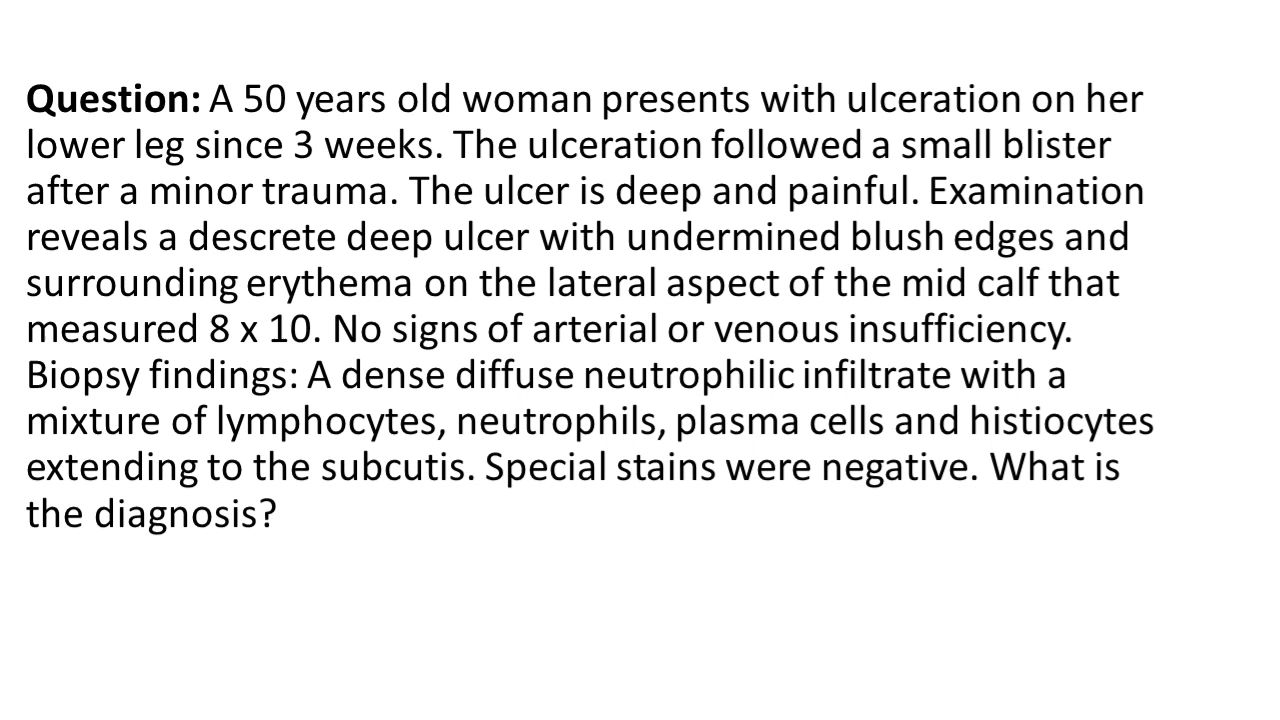 Question: A 50 years old woman presents with ulceration on her
lower leg since 3 weeks. The ulceration followed a small blister
after a minor trauma. The ulcer is deep and painful. Examination
reveals a descrete deep ulcer with undermined blush edges and
surrounding erythema on the lateral aspect of the mid calf that
measured 8 x 10. No signs of arterial or venous insufficiency.
Biopsy findings: A dense diffuse neutrophilic infiltrate with a
mixture of lymphocytes, neutrophils, plasma cells and histiocytes
extending to the subcutis. Special stains were negative. What is
the diagnosis?